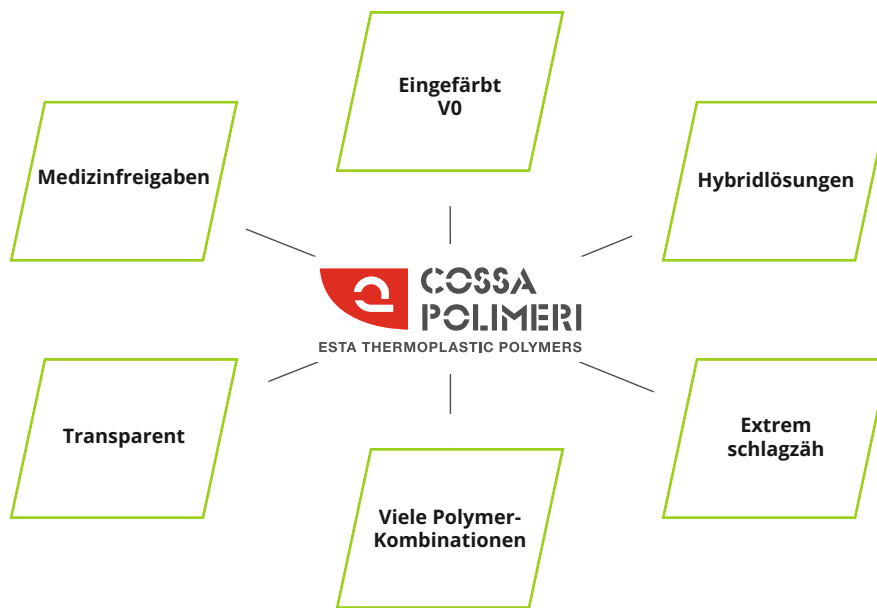 Eingefärbt
V0
Medizinfreigaben
Hybridlösungen
COSSA
POLIMERI
ESTA THERMOPLASTIC POLYMERS
Transparent
Extrem
schlagzäh
Viele Polymer-
Kombinationen